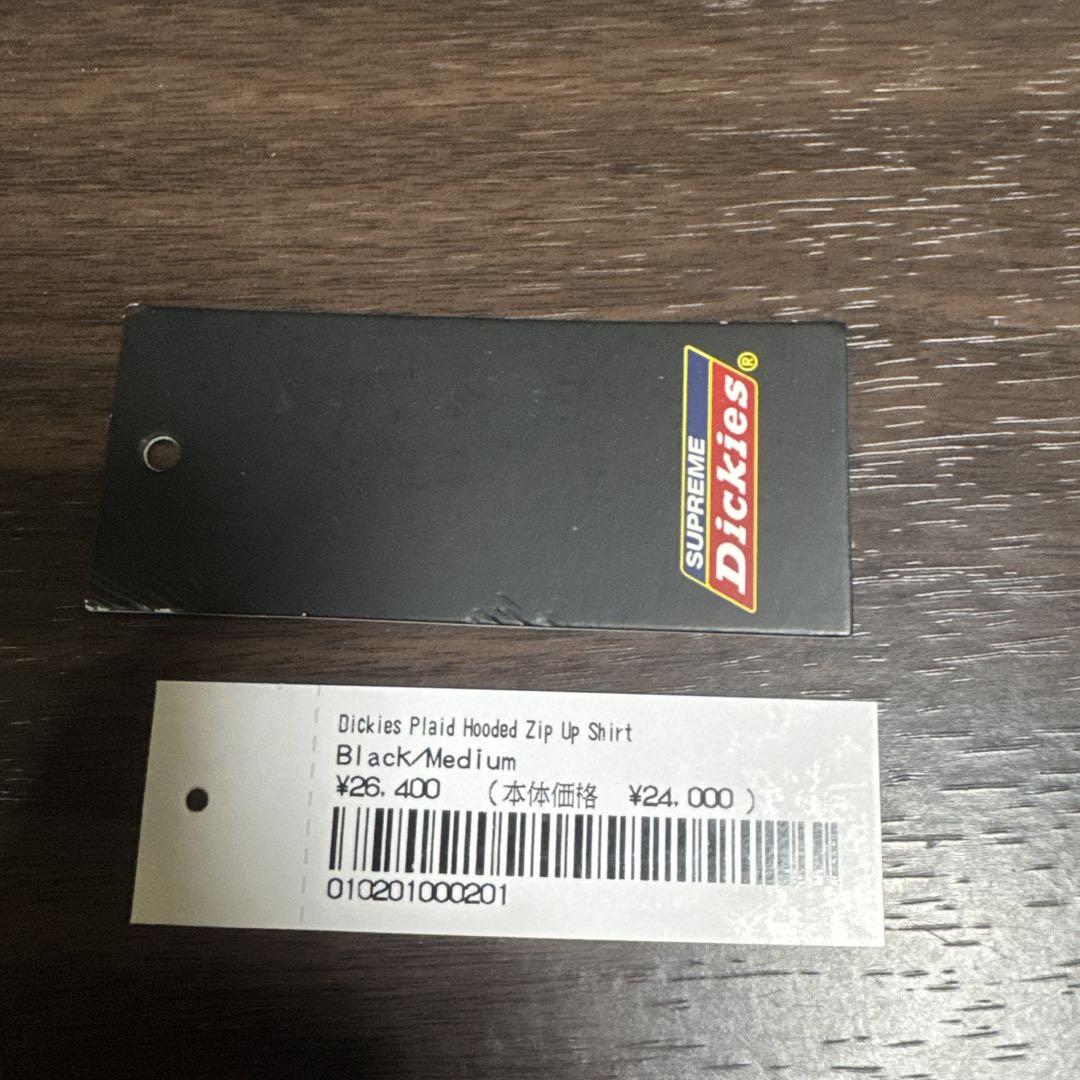 SUPREME
Dickies®
Dickies Plaid Hooded Zip Up Shirt
Black/Medium
¥26,400 (本体価格 ¥24,000 )
010201000201